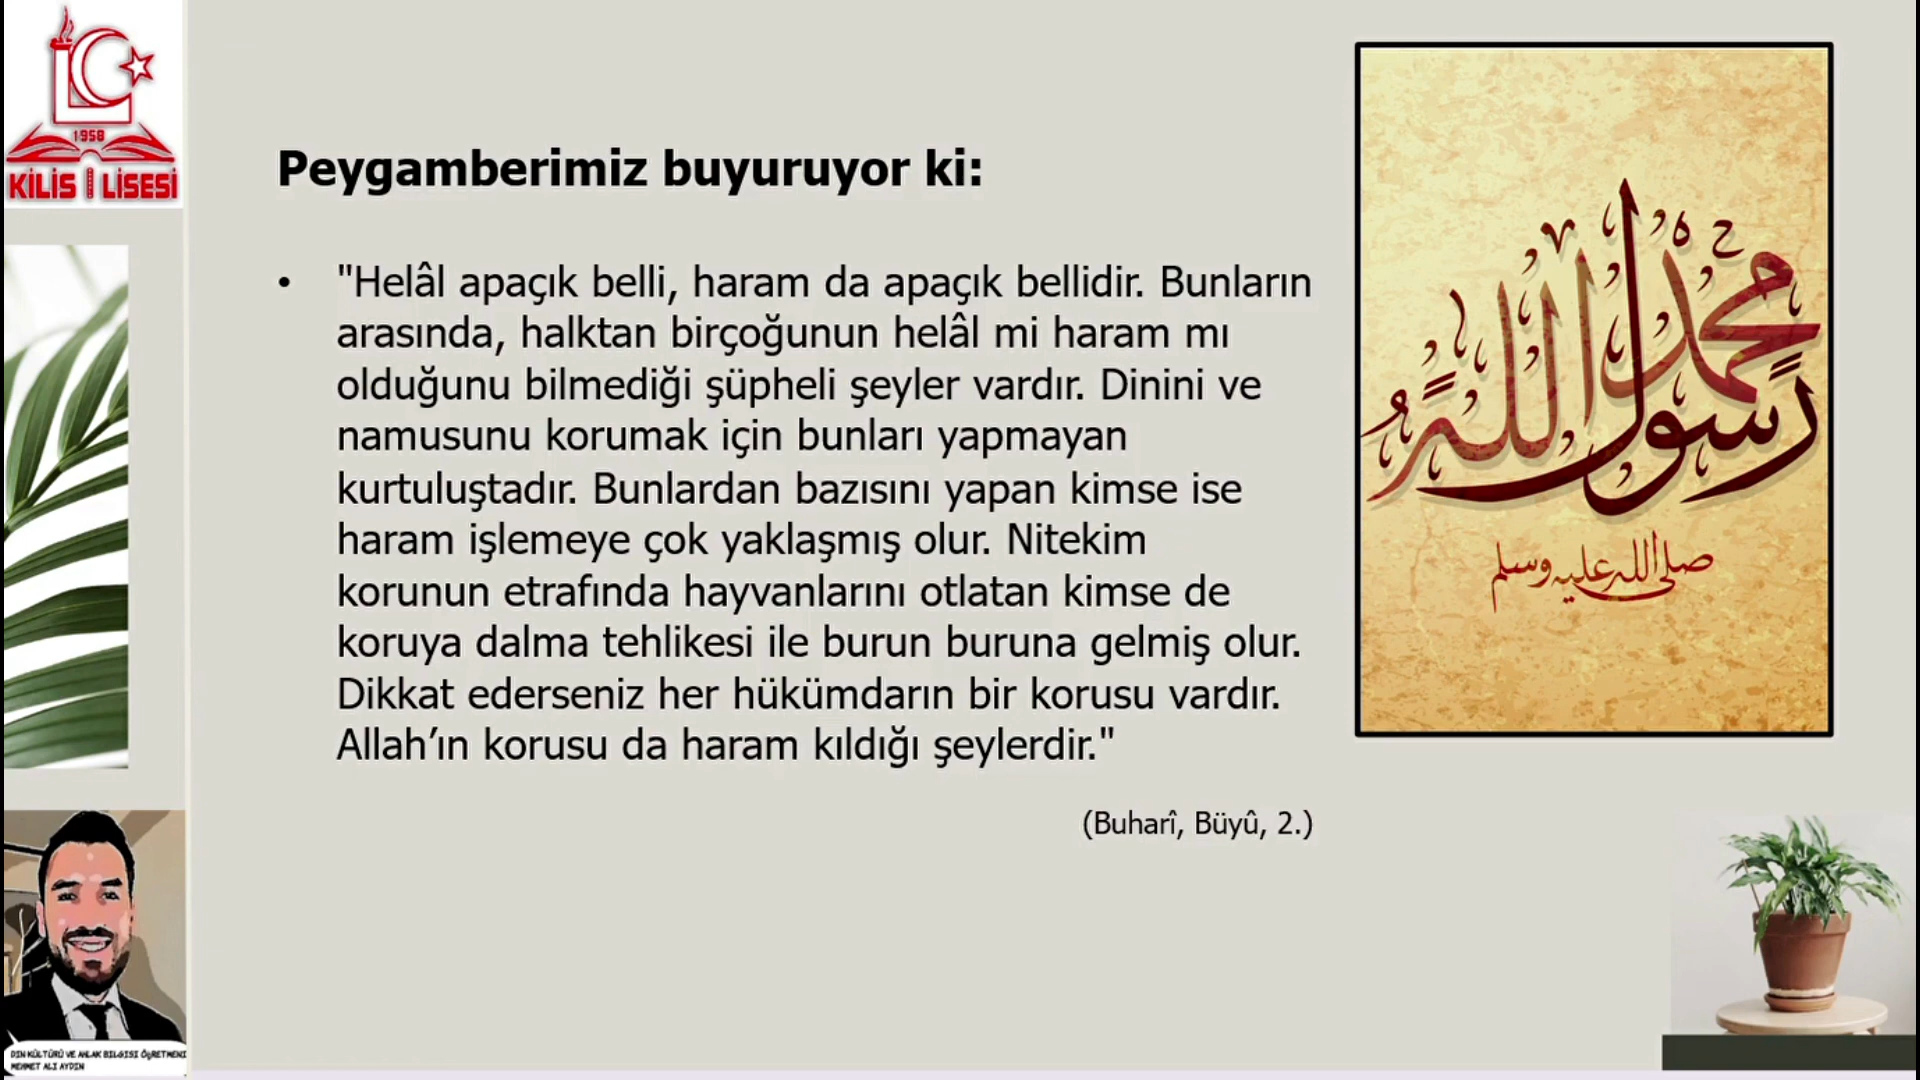 1958
KİLİS LİSESİ
Peygamberimiz buyuruyor ki:
• "Helâl apaçık belli, haram da apaçık bellidir. Bunların
arasında, halktan birçoğunun helâl mi haram mı
olduğunu bilmediği şüpheli şeyler vardır. Dinini ve
namusunu korumak için bunları yapmayan
kurtuluştadır. Bunlardan bazısını yapan kimse ise
haram işlemeye çok yaklaşmış olur. Nitekim
korunun etrafında hayvanlarını otlatan kimse de
koruya dalma tehlikesi ile burun buruna gelmiş olur.
Dikkat ederseniz her hükümdarın bir korusu vardır.
Allah’ın korusu da haram kıldığı şeylerdir."
(Buharî, Büyû, 2.)
محمد
رسول الله
صلى الله عليه وسلم
DİN KÜLTÜRÜ VE AHLAK BİLGİSİ ÖĞRETMENİ
MEHMET ALİ AYDIN